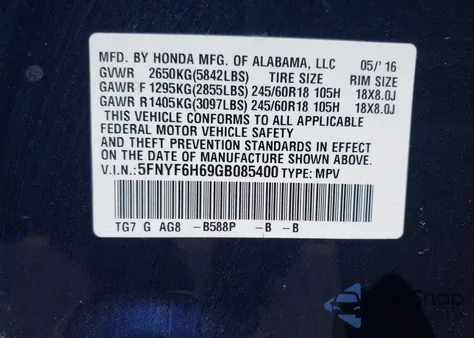 MFD. BY HONDA MFG. OF ALABAMA, LLC 05/'16
GVWR 2650KG(5842LBS) TIRE SIZE RIM SIZE
GAWR F 1295KG(2855LBS) 245/60R18 105H 18X8.0J
GAWR R 1405KG(3097LBS) 245/60R18 105H 18X8.0J
THIS VEHICLE CONFORMS TO ALL APPLICABLE
FEDERAL MOTOR VEHICLE SAFETY
AND THEFT PREVENTION STANDARDS IN EFFECT
ON THE DATE OF MANUFACTURE SHOWN ABOVE.
V.I.N.: 5FNYF6H69GB085400 TYPE: MPV
TG7 G AG8 -B588P -B -B